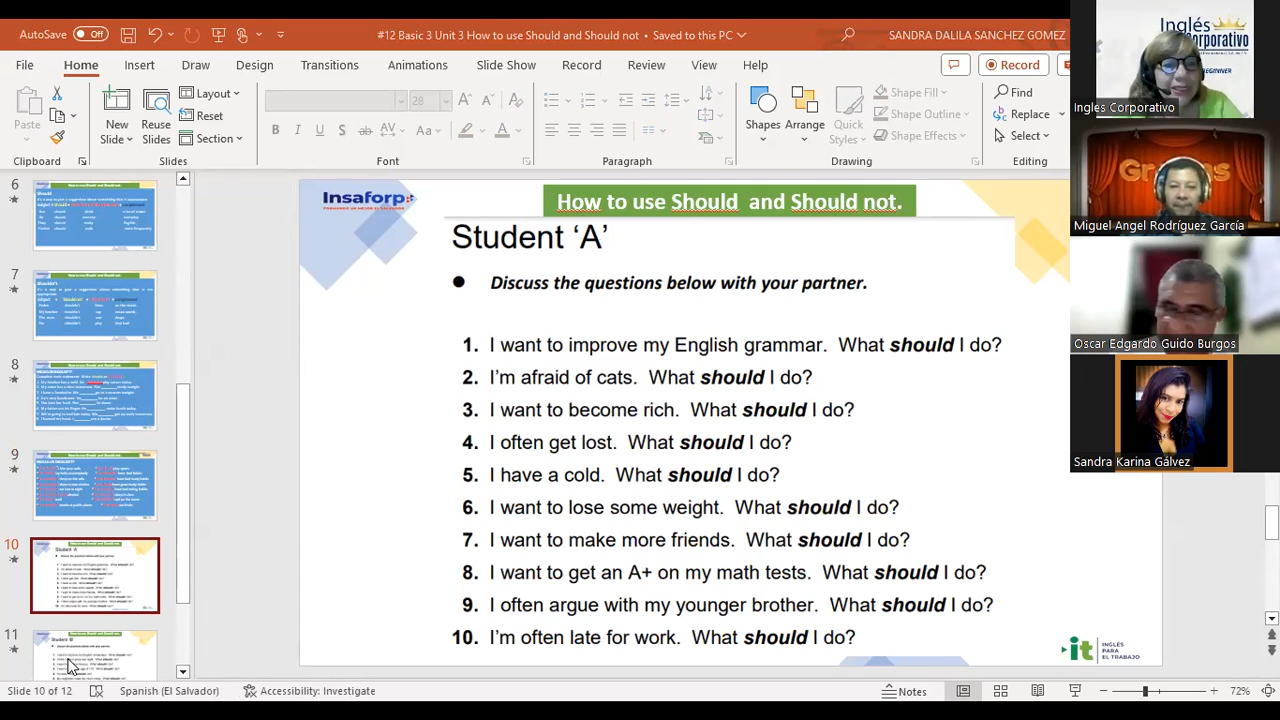 AutoSave Off #12 Basic 3 Unit 3 How to use Should and Should not • Saved to this PC SANDRA DALILA SANCHEZ GOMEZ
File Home Insert Draw Design Transitions Animations Slide Show Record Review View Help Record
Paste New Slide Reuse Slides Layout Reset Section 28 Shapes Arrange Quick Styles Shape Fill Shape Outline Shape Effects Find Replace Select
Clipboard Slides Font Paragraph Drawing Editing
Inglés Corporativo
Ingles Corporativo
Miguel Angel Rodríguez García
Oscar Edgardo Guido Burgos
Sandra Karina Gálvez
6
7
8
9
10
11
Insaforp
How to use Should and Should not.
Student ‘A’
Discuss the questions below with your partner.
1. I want to improve my English grammar. What should I do?
2. I'm afraid of cats. What should I do?
3. I want to become rich. What should I do?
4. I often get lost. What should I do?
5. I have a cold. What should I do?
6. I want to lose some weight. What should I do?
7. I want to make more friends. What should I do?
8. I want to get an A+ on my math test. What should I do?
9. I often argue with my younger brother. What should I do?
10. I'm often late for work. What should I do?
it INGLÉS PARA EL TRABAJO
Slide 10 of 12 Spanish (El Salvador) Accessibility: Investigate Notes 72%